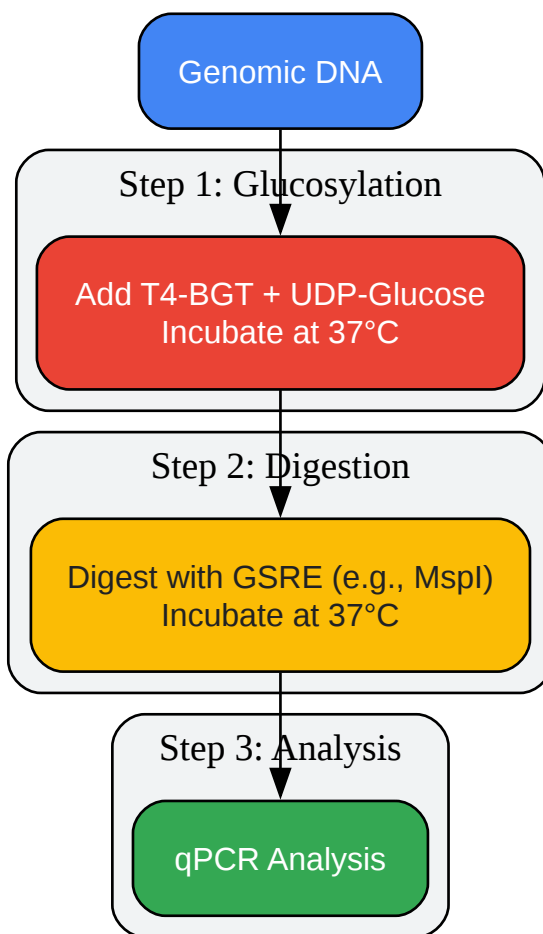 Genomic DNA
Step 1: Glucosylation
Add T4-BGT + UDP-Glucose
Incubate at 37°C
Step 2: Digestion
Digest with GSRE (e.g., MspI)
Incubate at 37°C
Step 3: Analysis
qPCR Analysis